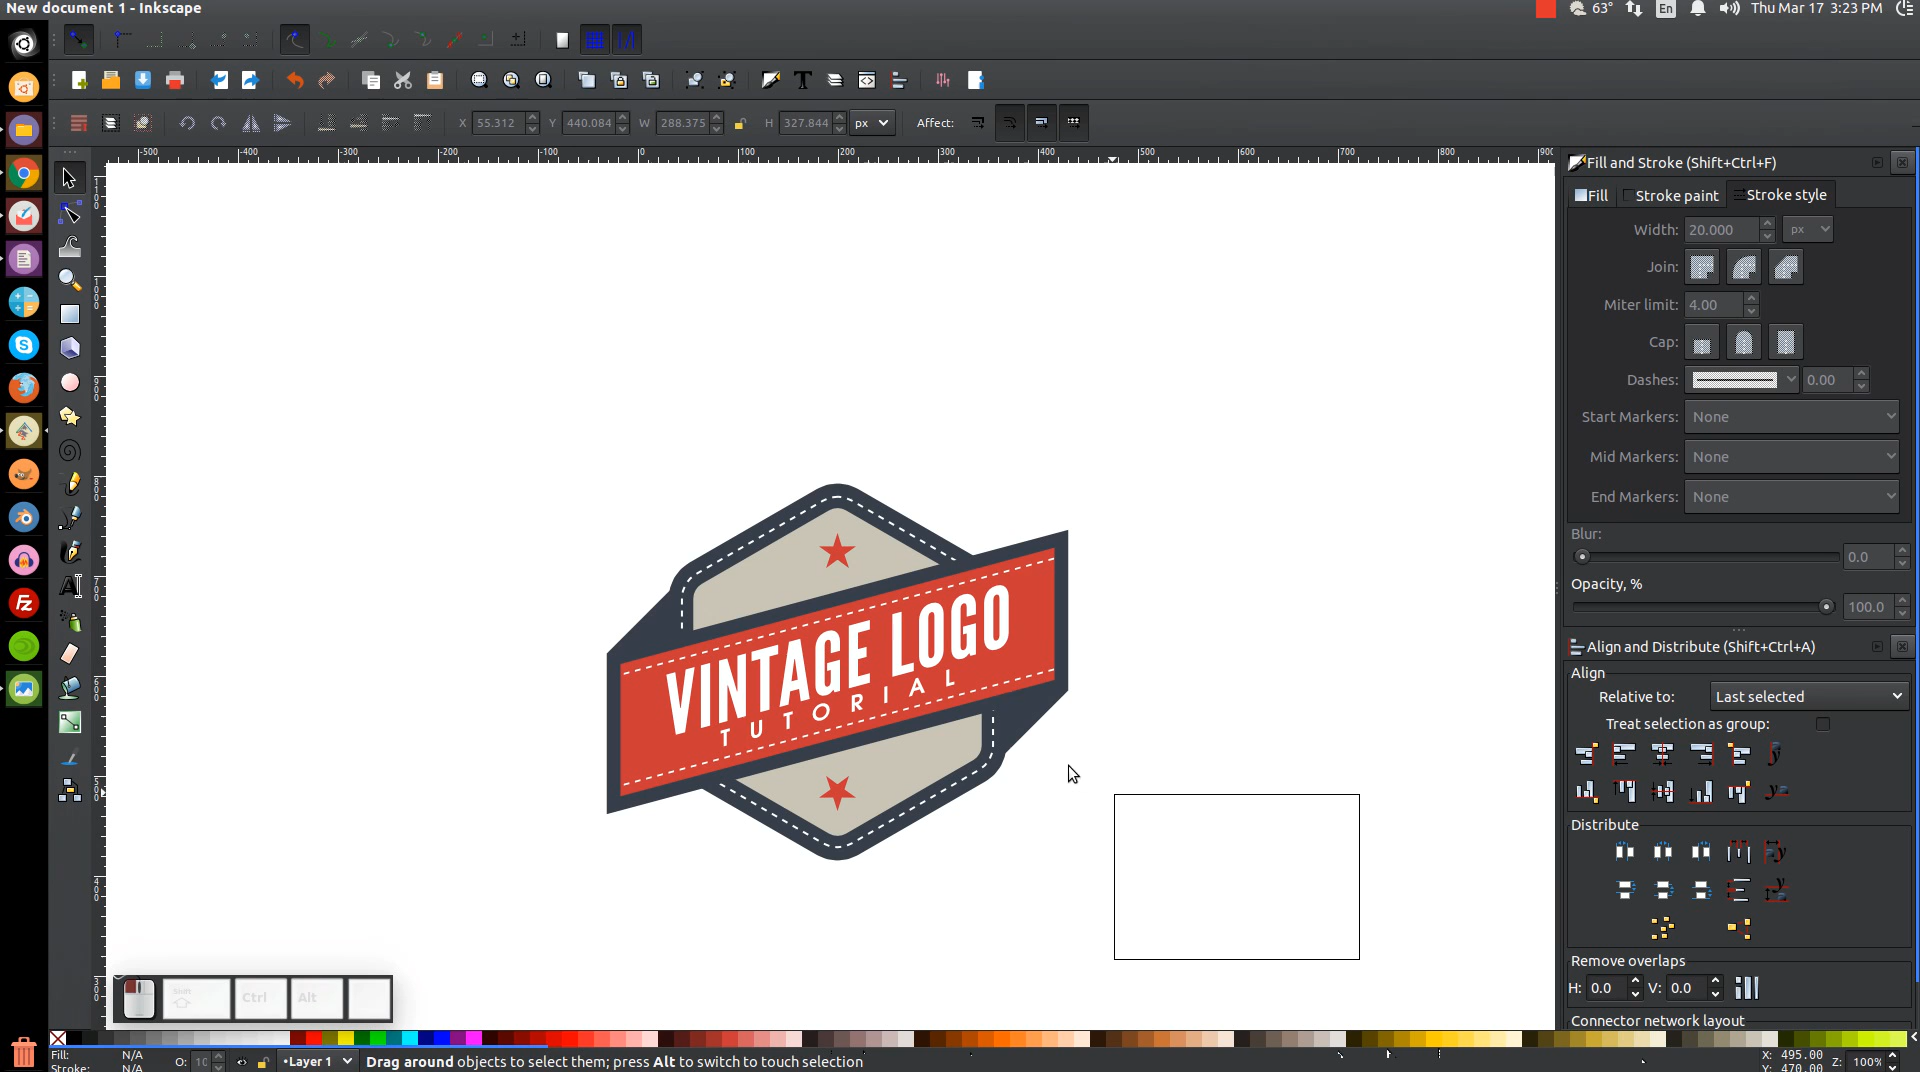 New document 1 - Inkscape
63° En Thu Mar 17 3:23 PM
X 55.312 Y 440.084 W 288.375 H 327.844 px Affect:
-500 -400 -300 -200 -100 0 100 200 300 400 500 600 700 800 900
Fill and Stroke (Shift+Ctrl+F)
Fill Stroke paint Stroke style
Width: 20.000 px
Join:
Miter limit: 4.00
Cap:
Dashes: 0.00
Start Markers: None
Mid Markers: None
End Markers: None
Blur:
0.0
Opacity, %
100.0
Align and Distribute (Shift+Ctrl+A)
Align
Relative to: Last selected
Treat selection as group:
Distribute
Remove overlaps
H: 0.0 V: 0.0
Connector network layout
VINTAGE LOGO
TUTORIAL
Shift Ctrl Alt
Fill: N/A
Stroke: N/A
O: 10
•Layer 1
Drag around objects to select them; press Alt to switch to touch selection
X: 495.00
Y: 470.00
Z: 100%